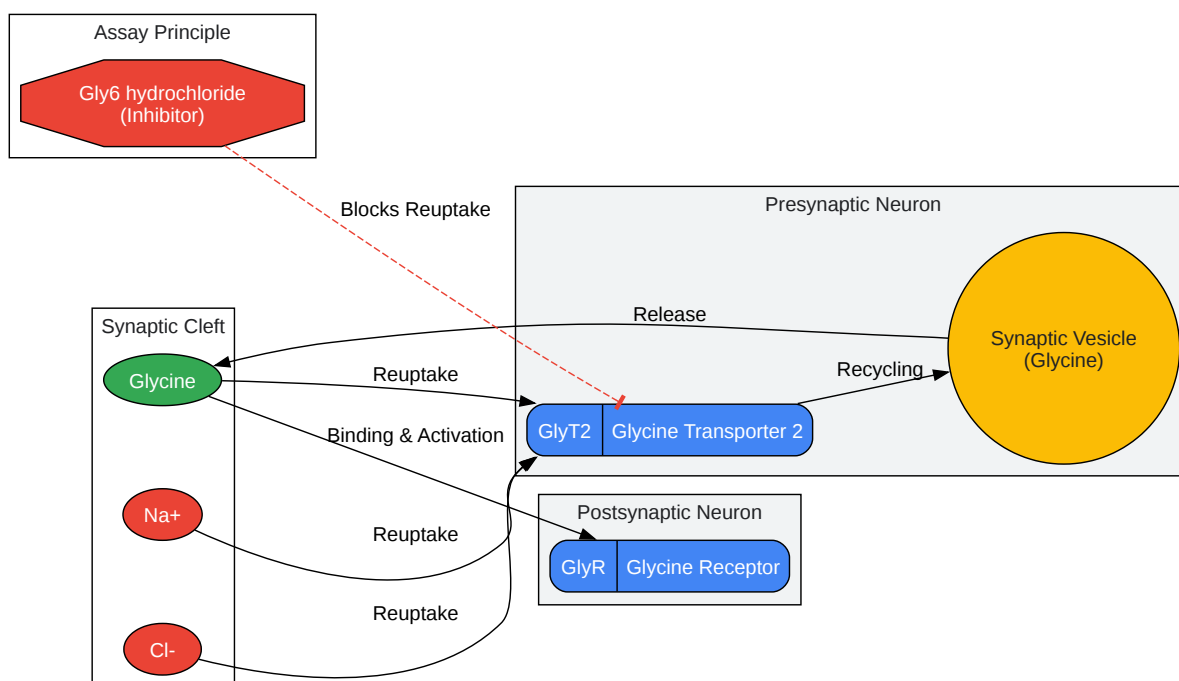 Assay Principle
Gly6 hydrochloride
(Inhibitor)
Blocks Reuptake
Presynaptic Neuron
Synaptic Cleft
Release
Synaptic Vesicle
(Glycine)
Glycine
Reuptake
Recycling
GlyT2
Glycine Transporter 2
Binding & Activation
Postsynaptic Neuron
Na+
Reuptake
GlyR
Glycine Receptor
Reuptake
Cl-